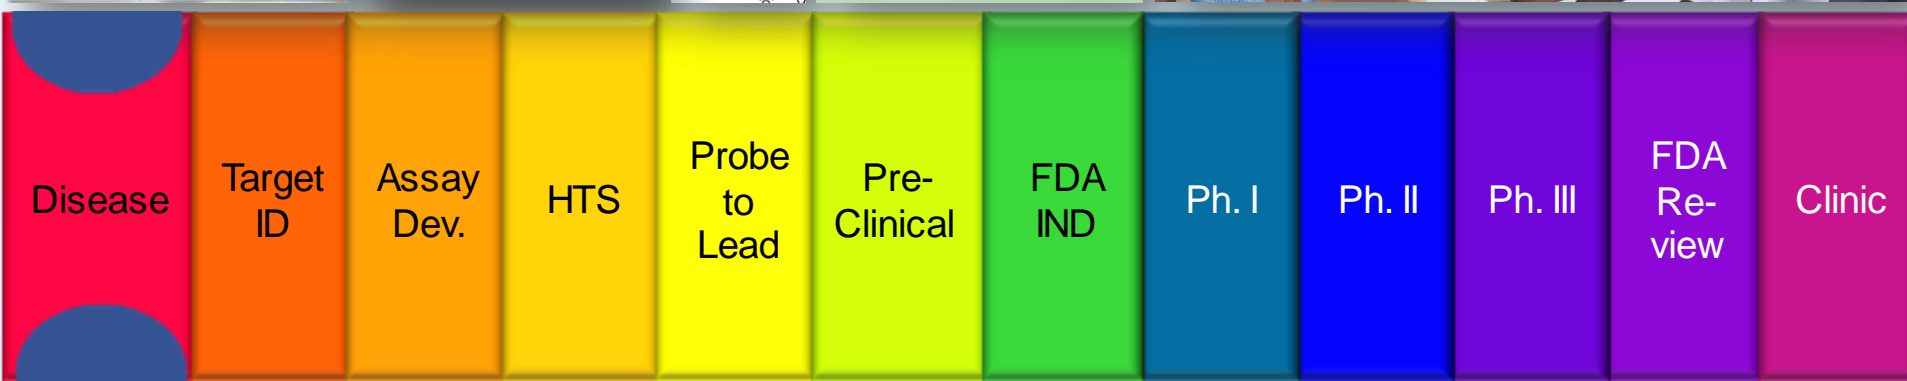 Disease
Target
ID
Assay
Dev.
HTS
Probe
to
Lead
Pre-
Clinical
FDA
IND
Ph. I
Ph. II
Ph. III
FDA
Re-
view
Clinic